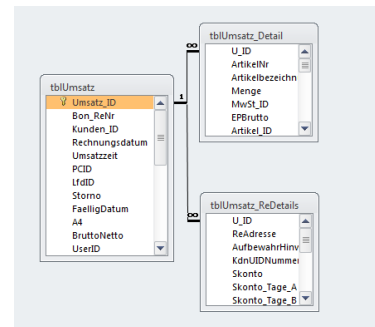 tblUmsatz_Detail
U_ID
ArtikelNr
Artikelbezeichn
Menge
MwSt_ID
EPBrutto
Artikel_ID
tblUmsatz
Umsatz_ID
Bon_ReNr
Kunden_ID
Rechnungsdatum
Umsatzzeit
PCID
LfdID
Storno
FaelligDatum
A4
BruttoNetto
UserID
∞
1
∞
tblUmsatz_ReDetails
U_ID
ReAdresse
AufbewahrHinv
KdnUIDNummer
Skonto
Skonto_Tage_A
Skonto_Tage_B